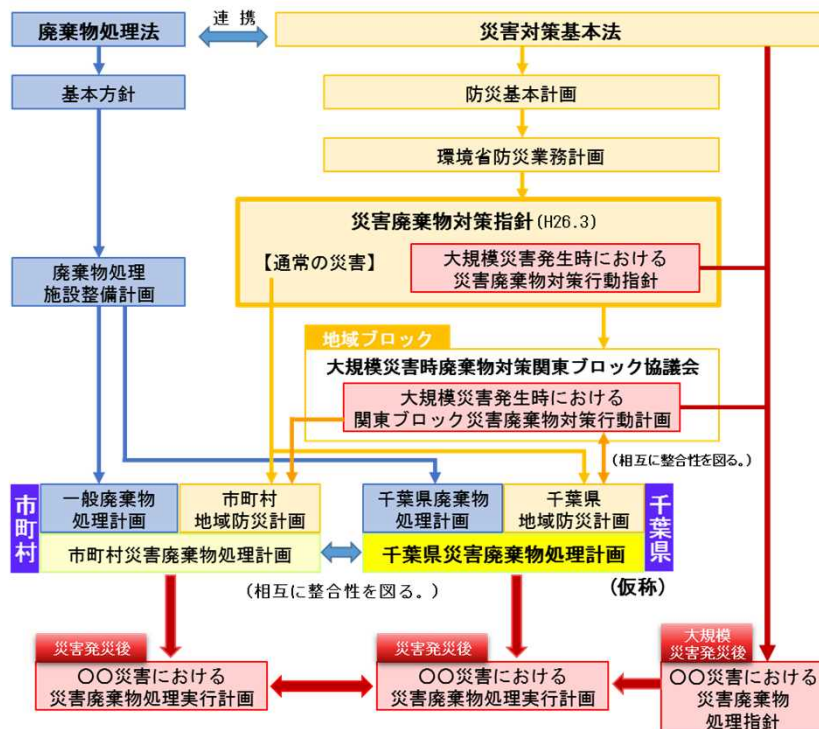 廃棄物処理法
連 携
災害対策基本法
基本方針
防災基本計画
環境省防災業務計画
災害廃棄物対策指針(H26.3)
【通常の災害】
大規模災害発生時における
災害廃棄物対策行動指針
廃棄物処理
施設整備計画
地域ブロック
大規模災害時廃棄物対策関東ブロック協議会
大規模災害発生時における
関東ブロック災害廃棄物対策行動計画
(相互に整合性を図る。)
市町村
一般廃棄物
処理計画
市町村
地域防災計画
千葉県廃棄物
処理計画
千葉県
地域防災計画
千葉県
市町村災害廃棄物処理計画
千葉県災害廃棄物処理計画
(相互に整合性を図る。)
(仮称)
災害発災後
〇〇災害における
災害廃棄物処理実行計画
災害発災後
〇〇災害における
災害廃棄物処理実行計画
大規模
災害発災後
〇〇災害における
災害廃棄物
処理指針